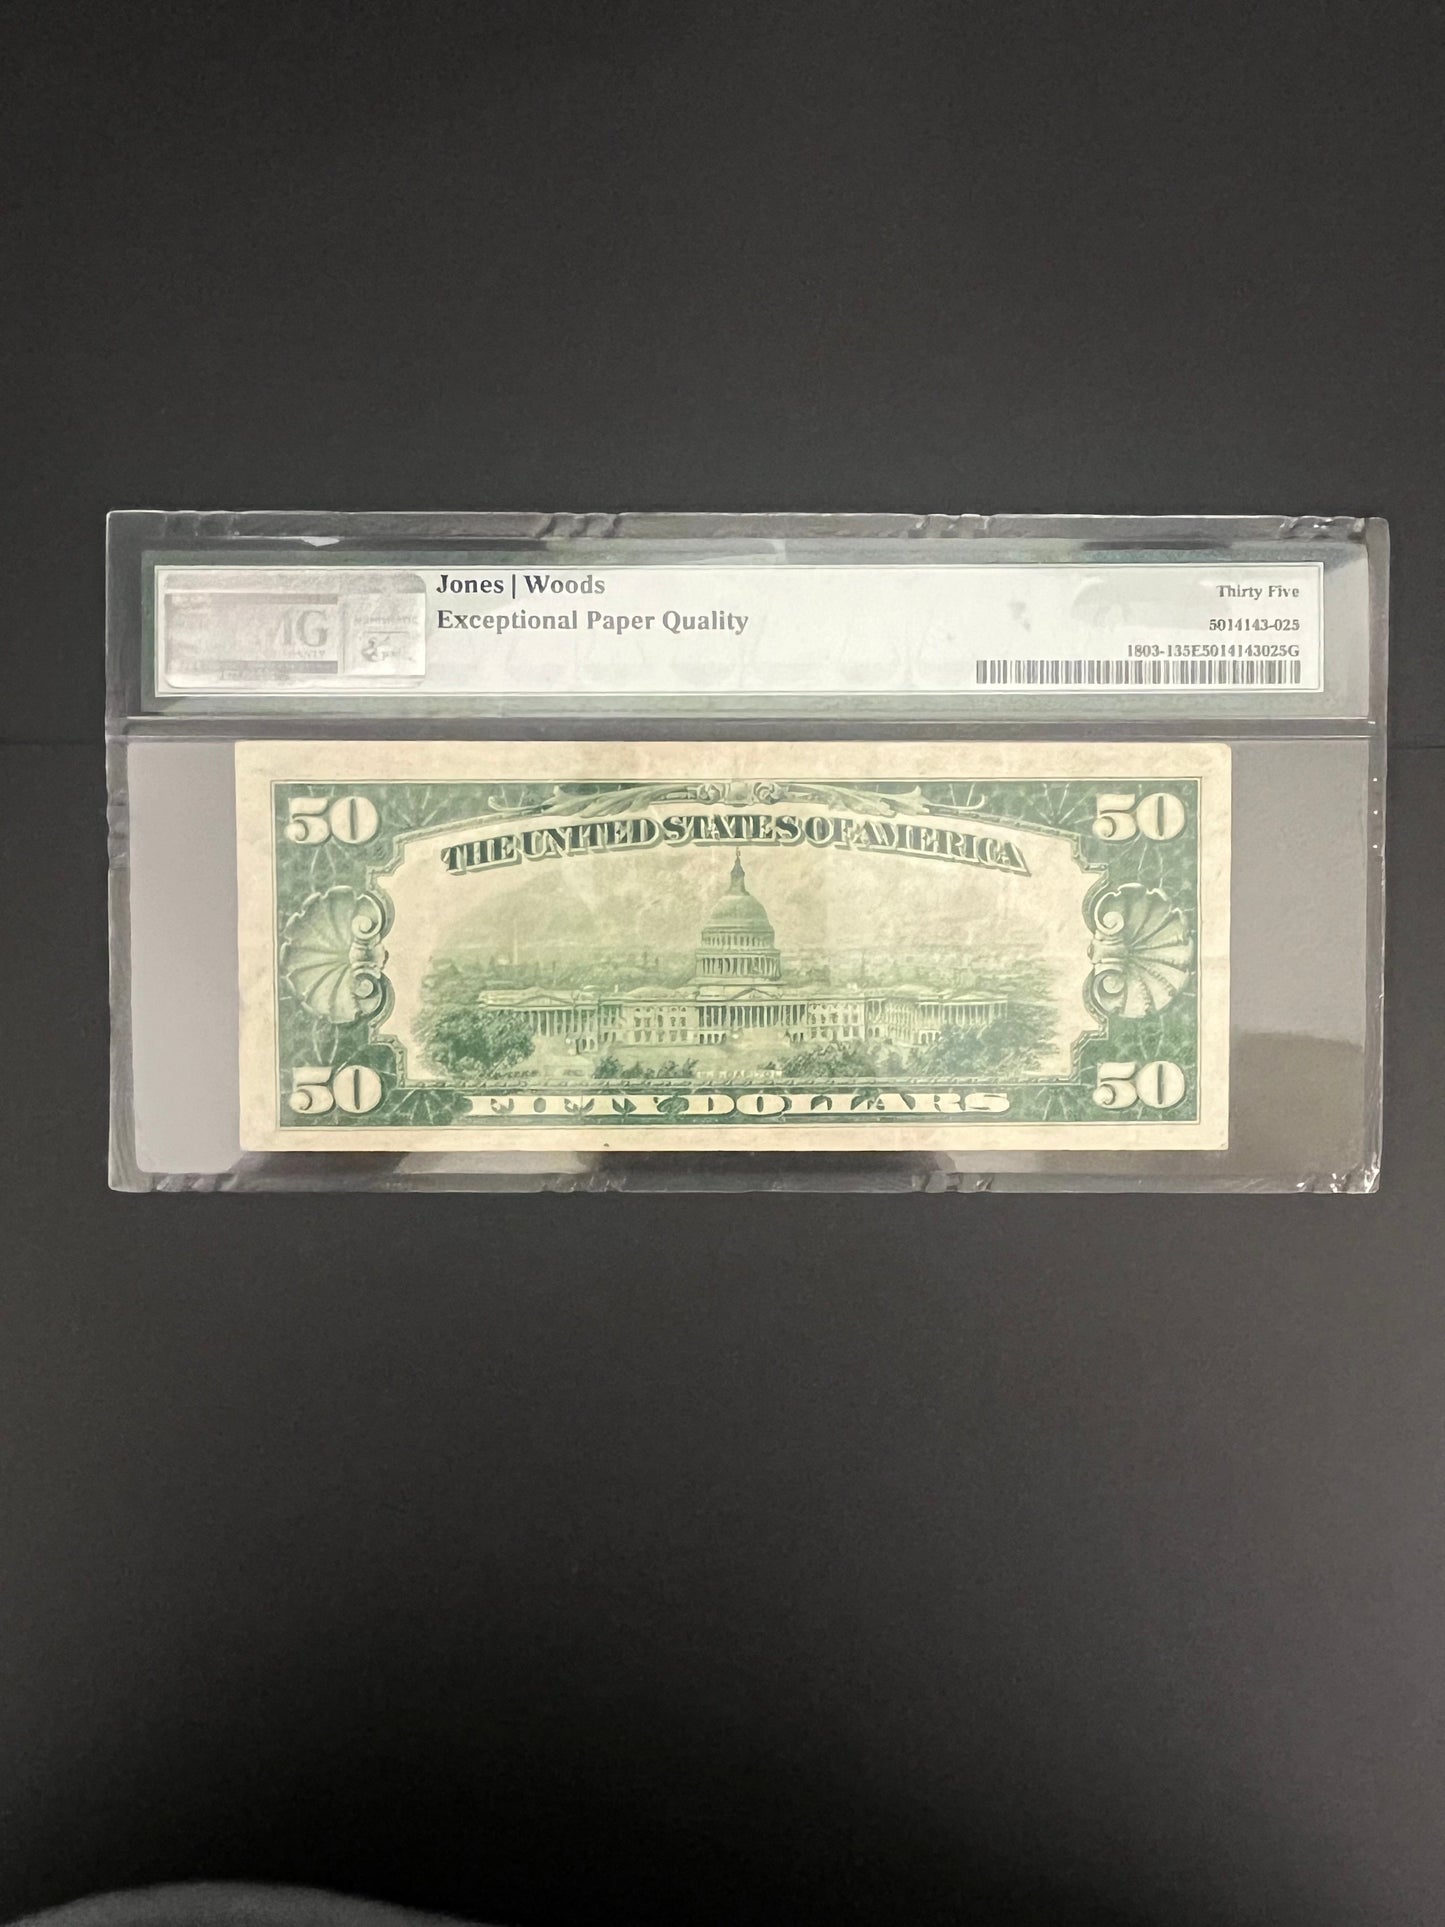 Jones | Woods
Exceptional Paper Quality
Thirty Five
5014143-025
1803-135E5014143025G
50
50
THE UNITED STATES OF AMERICA
50
50
FIFTY DOLLARS